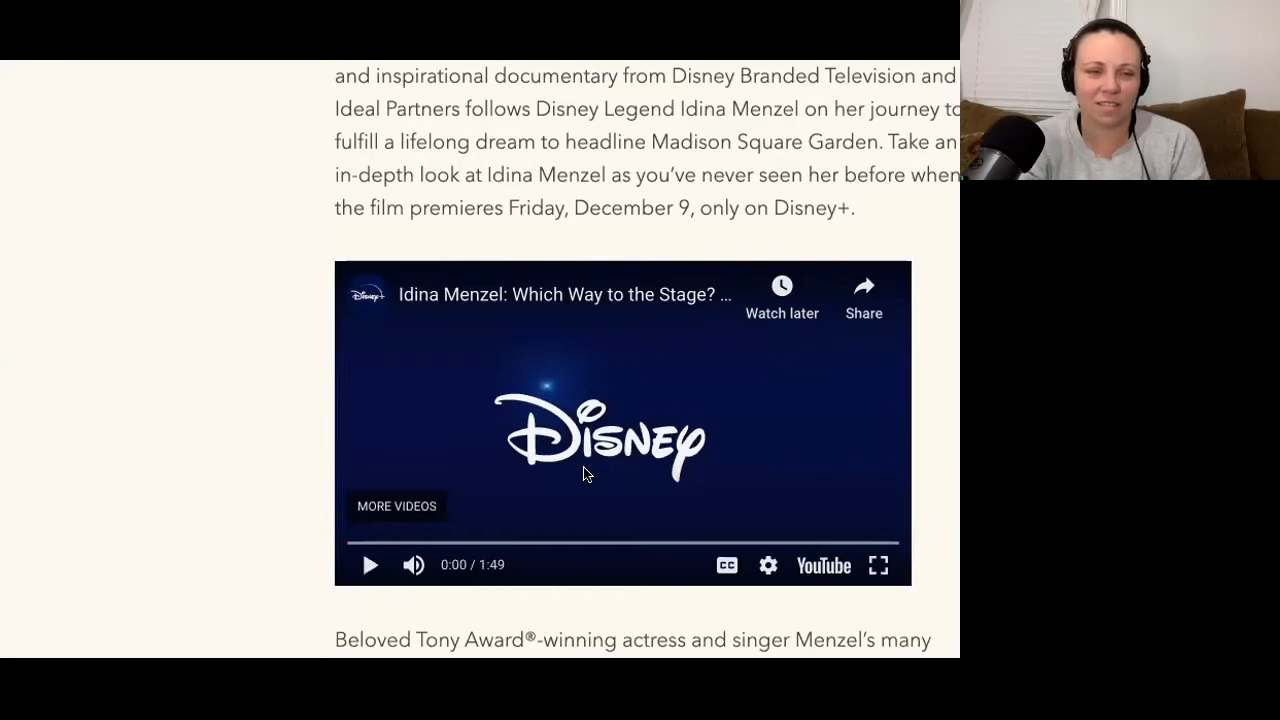 and inspirational documentary from Disney Branded Television and
Ideal Partners follows Disney Legend Idina Menzel on her journey to
fulfill a lifelong dream to headline Madison Square Garden. Take an
in-depth look at Idina Menzel as you’ve never seen her before when
the film premieres Friday, December 9, only on Disney+.
Disney+
Idina Menzel: Which Way to the Stage? ...
Watch later
Share
Disney
MORE VIDEOS
0:00 / 1:49
CC
YouTube
Beloved Tony Award®-winning actress and singer Menzel’s many